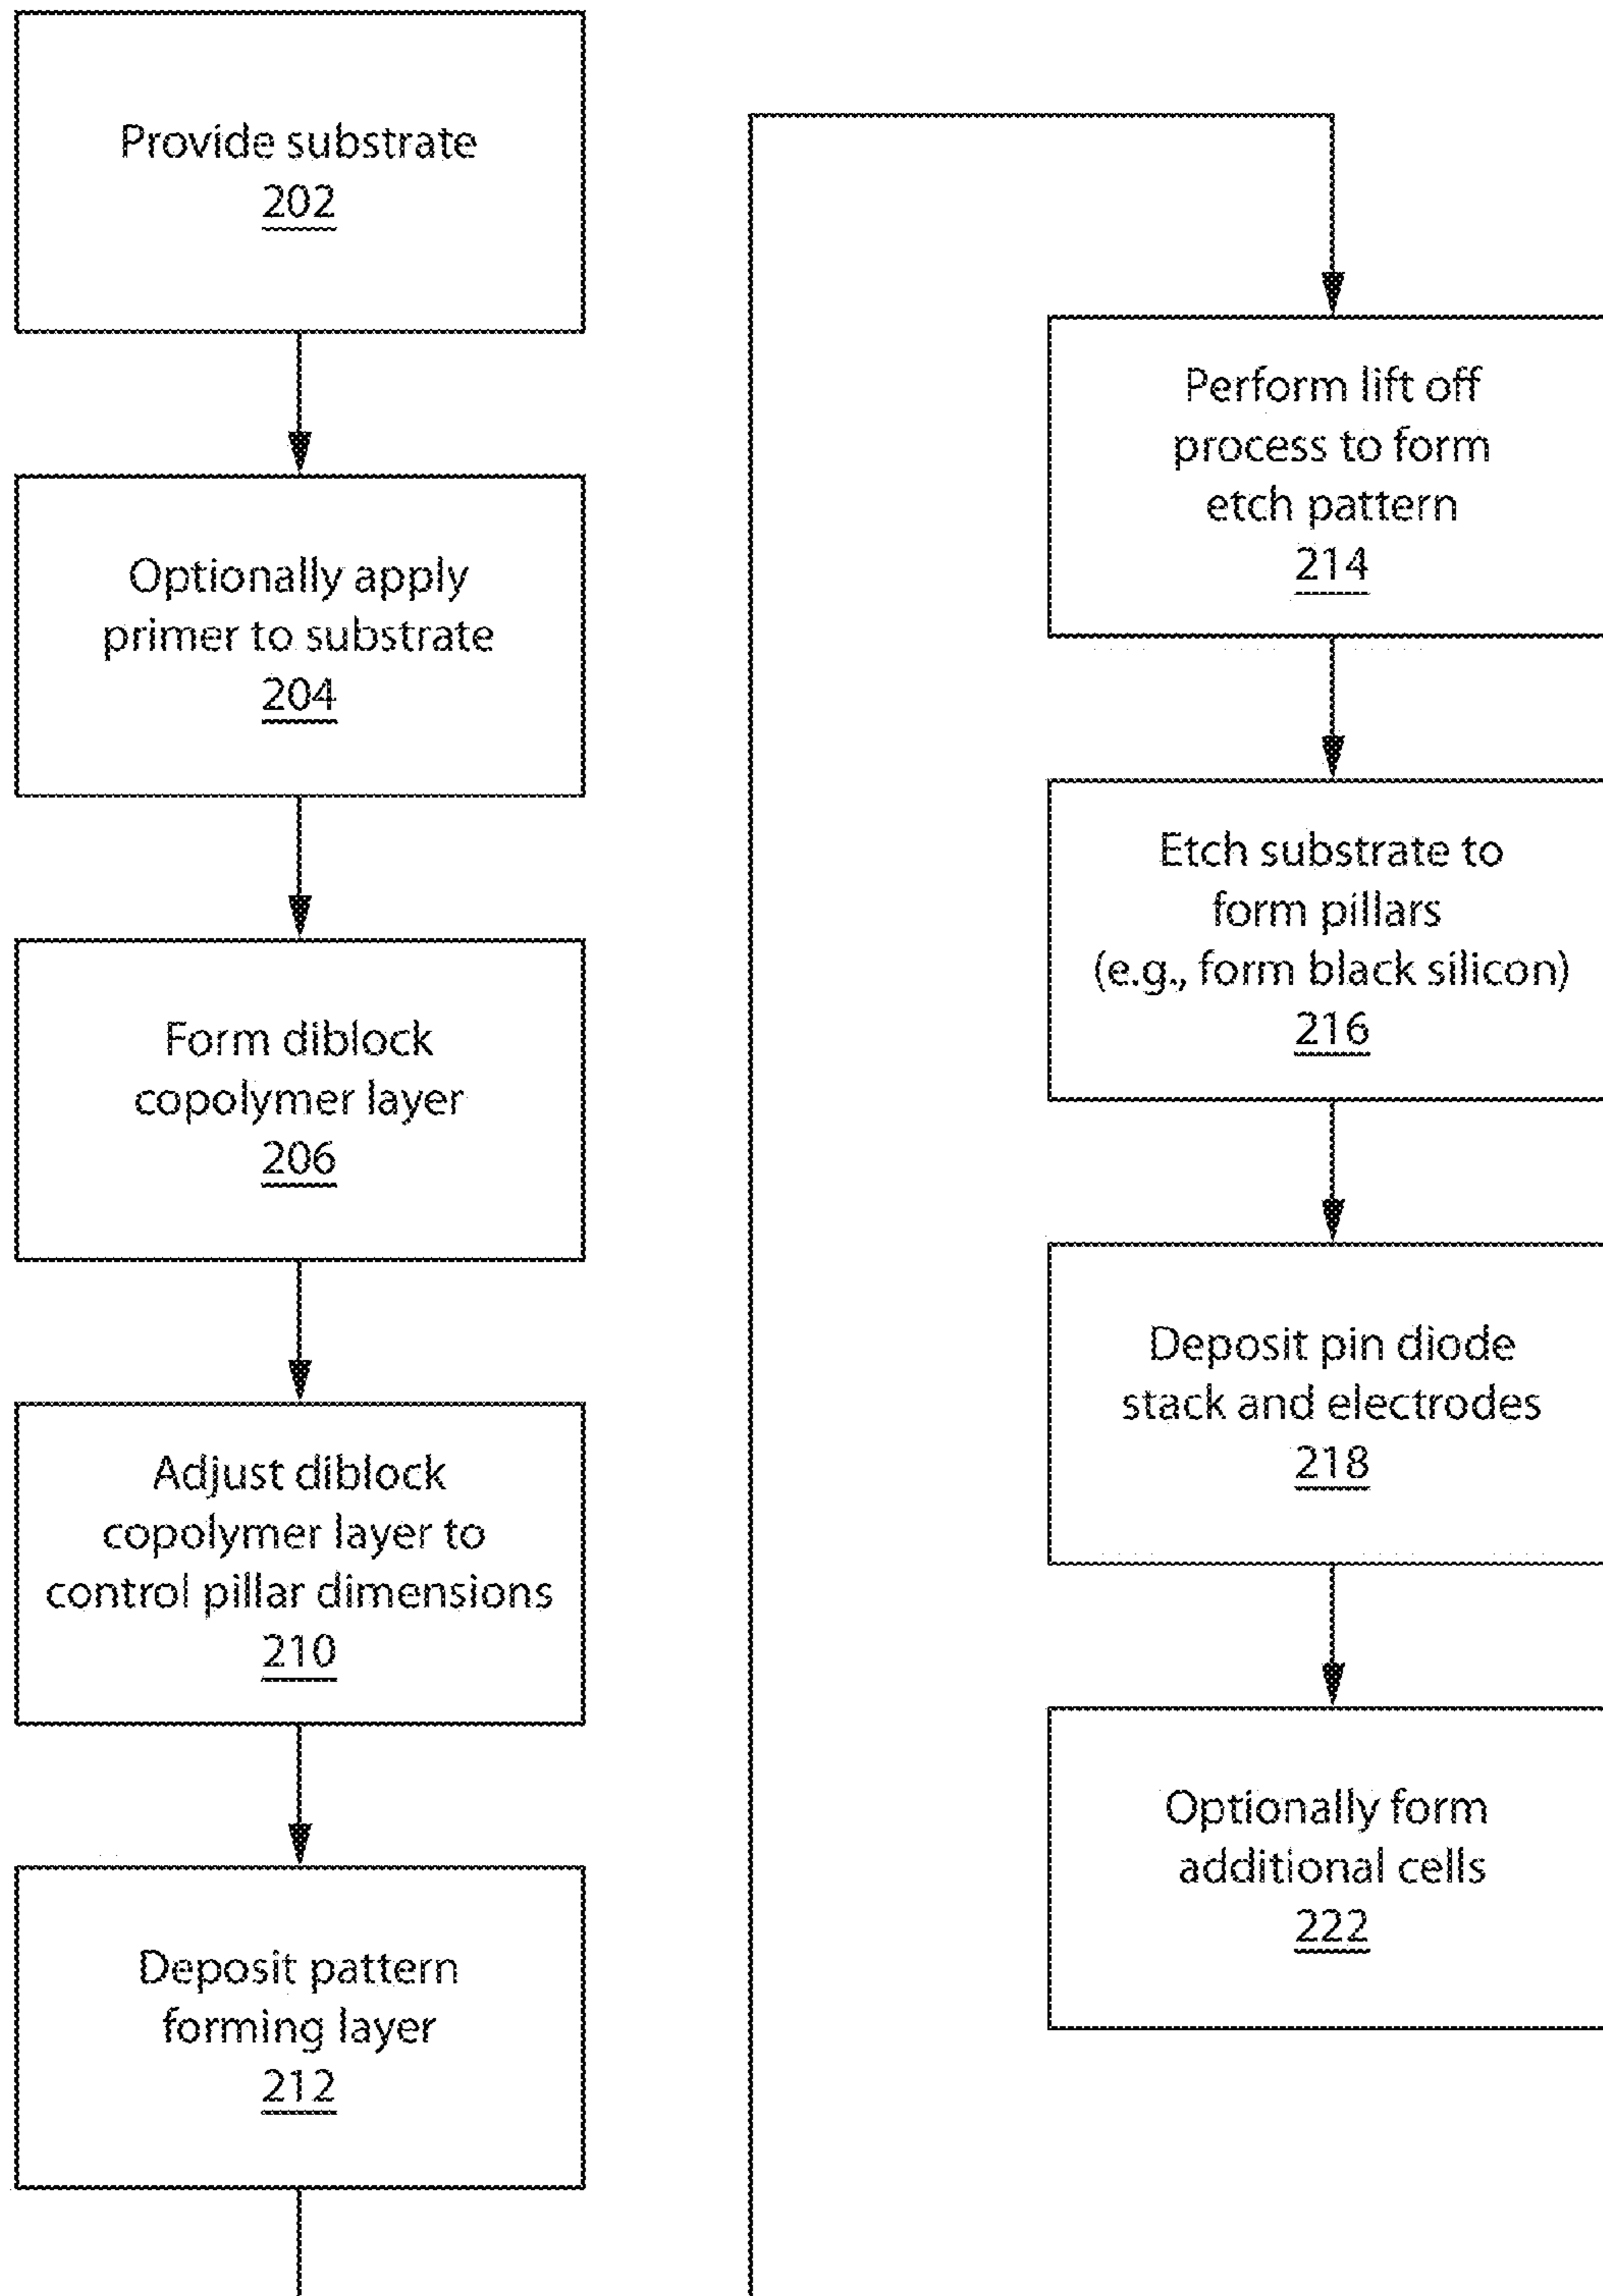 Provide substrate
202
Optionally apply
primer to substrate
204
Form diblock
copolymer layer
206
Adjust diblock
copolymer layer to
control pillar dimensions
210
Deposit pattern
forming layer
212
Perform lift off
process to form
etch pattern
214
Etch substrate to
form pillars
(e.g., form black silicon)
216
Deposit pin diode
stack and electrodes
218
Optionally form
additional cells
222